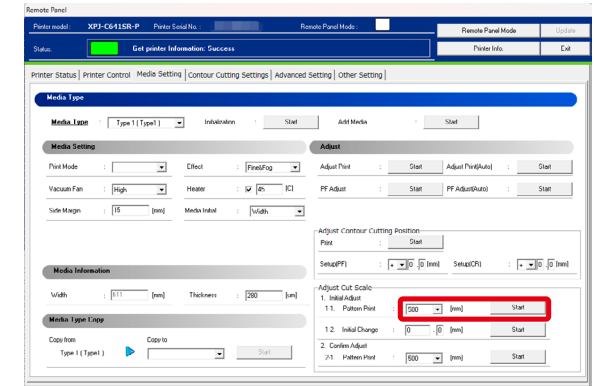 Remote Panel
Printer model : XPJ-C641SR-P Printer Serial No. : Remote Panel Mode : Remote Panel Mode Update
Status: Get printer Information: Success Printer Info. Exit
Printer Status Printer Control Media Setting Contour Cutting Settings Advanced Setting Other Setting
Media Type
Media Type : Type 1 ( Type1 ) Initialization : Start Add Media : Start
Media Setting Adjust
Print Mode : Effect : Fine&Fog Adjust Print : Start Adjust Print(Auto) : Start
Vacuum Fan : High Heater : 45 [C] PF Adjust : Start PF Adjust(Auto) : Start
Side Margin : 15 [mm] Media Initial : Width
Adjust Contour Cutting Position
Print : Start
Setup(PF) : + 0 . 0 [mm] Setup(CR) : + 0 . 0 [mm]
Media Information
Adjust Cut Scale
1. Initial Adjust
Width : [mm] Thickness : 280 [um] 1-1. Pattern Print : 500 [mm] Start
Media Type Copy 1-2. Initial Change : 0 . 0 [mm] Start
Copy from Copy to 2. Confirm Adjust
Type 1 ( Type1 ) Start 2-1. Pattern Print : 500 [mm] Start